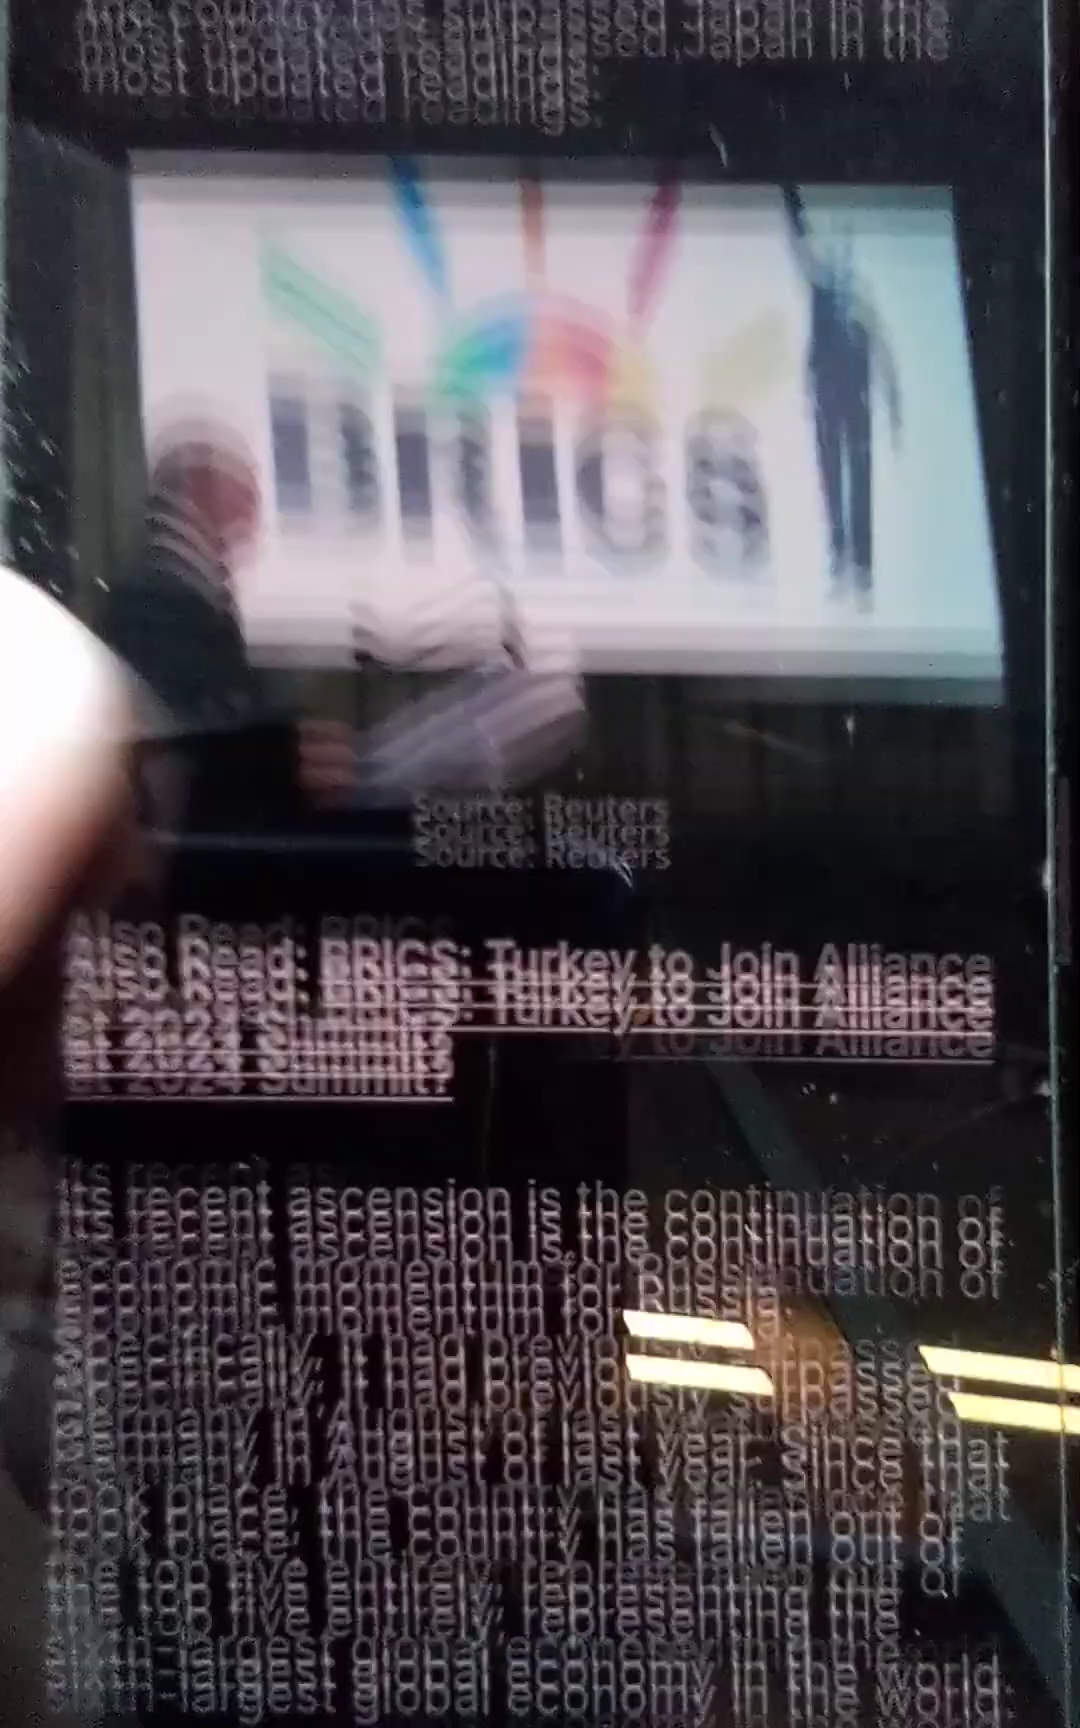 the country has surpassed Japan in the
most updated readings.
BRICS
Source: Reuters
Also Read: BRICS: Turkey to Join Alliance
at 2024 Summit?
Its recent ascension is the continuation of
economic momentum for Russia.
Specifically, it had previously surpassed
Germany in August of last year. Since that
took place, the country has fallen out of
the top five entirely, representing the
sixth-largest global economy in the world.